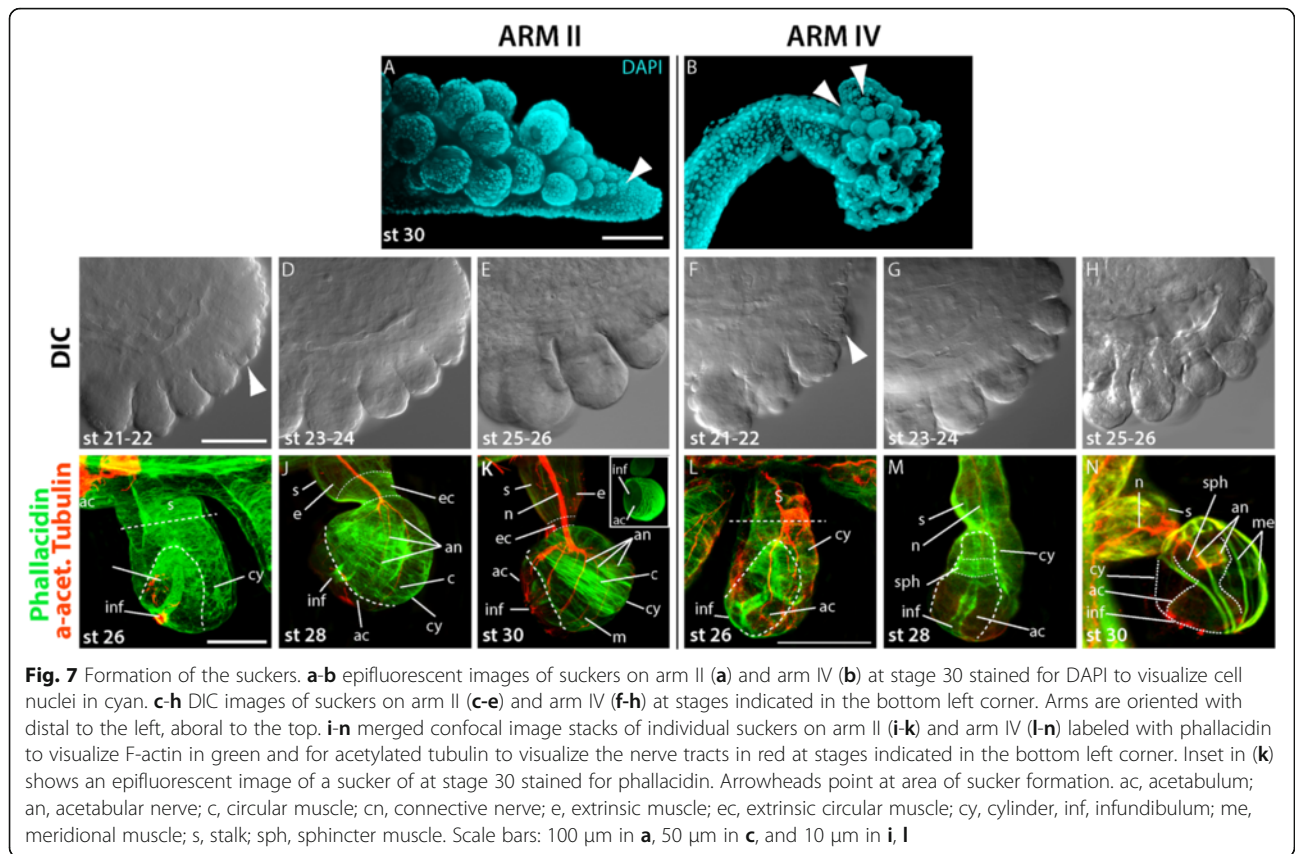 ARM II
ARM IV
A
DAPI
st 30
B
DIC
st 21-22
D
st 23-24
E
st 25-26
F
st 21-22
G
st 23-24
H
st 25-26
Phallacidin
a-acet. Tubulin
ac
s
cy
inf
st 26
J
s
e
ec
an
c
inf
ac
cy
st 28
K
s
n
e
ec
an
ac
c
cy
inf
m
st 30
inf
ac
L
s
cy
inf
ac
st 26
M
s
n
cy
sph
inf
ac
st 28
N
n
sph
s
an
me
cy
ac
inf
st 30
Fig. 7 Formation of the suckers. a-b epifluorescent images of suckers on arm II (a) and arm IV (b) at stage 30 stained for DAPI to visualize cell
nuclei in cyan. c-h DIC images of suckers on arm II (c-e) and arm IV (f-h) at stages indicated in the bottom left corner. Arms are oriented with
distal to the left, aboral to the top. i-n merged confocal image stacks of individual suckers on arm II (i-k) and arm IV (l-n) labeled with phallacidin
to visualize F-actin in green and for acetylated tubulin to visualize the nerve tracts in red at stages indicated in the bottom left corner. Inset in (k)
shows an epifluorescent image of a sucker of at stage 30 stained for phallacidin. Arrowheads point at area of sucker formation. ac, acetabulum;
an, acetabular nerve; c, circular muscle; cn, connective nerve; e, extrinsic muscle; ec, extrinsic circular muscle; cy, cylinder, inf, infundibulum; me,
meridional muscle; s, stalk; sph, sphincter muscle. Scale bars: 100 μm in a, 50 μm in c, and 10 μm in i, l